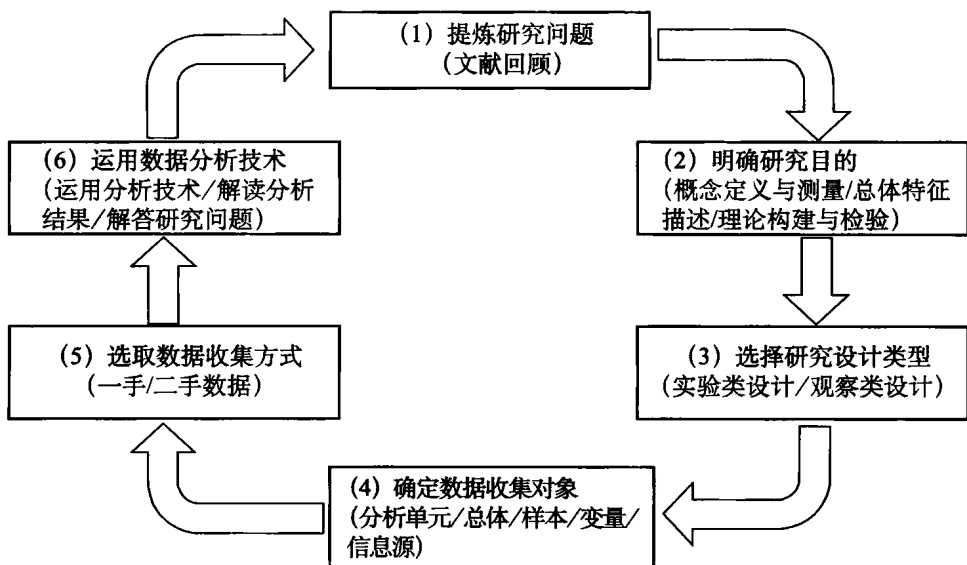 (1) 提炼研究问题
(文献回顾)
(2) 明确研究目的
(概念定义与测量/总体特征
描述/理论构建与检验)
(3) 选择研究设计类型
(实验类设计/观察类设计)
(4) 确定数据收集对象
(分析单元/总体/样本/变量/
信息源)
(5) 选取数据收集方式
(一手/二手数据)
(6) 运用数据分析技术
(运用分析技术/解读分析
结果/解答研究问题)